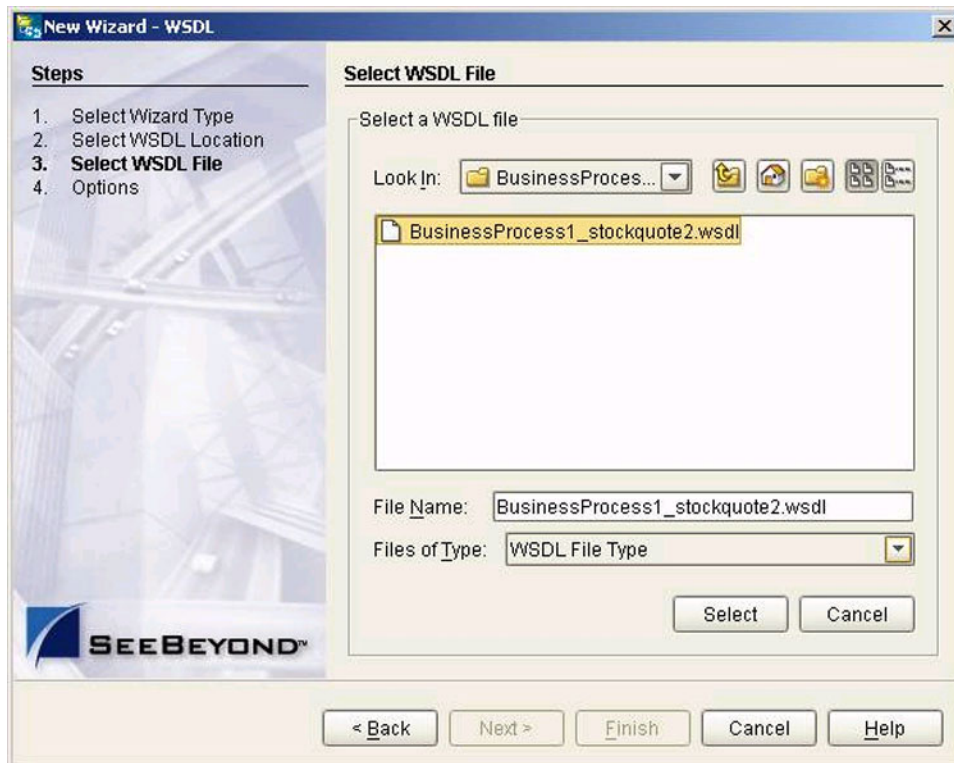 New Wizard - WSDL
Steps
1. Select Wizard Type
2. Select WSDL Location
3. Select WSDL File
4. Options
SEEBEYOND™
Select WSDL File
Select a WSDL file
Look In: BusinessProces...
BusinessProcess1_stockquote2.wsdl
File Name: BusinessProcess1_stockquote2.wsdl
Files of Type: WSDL File Type
Select Cancel
< Back Next > Finish Cancel Help